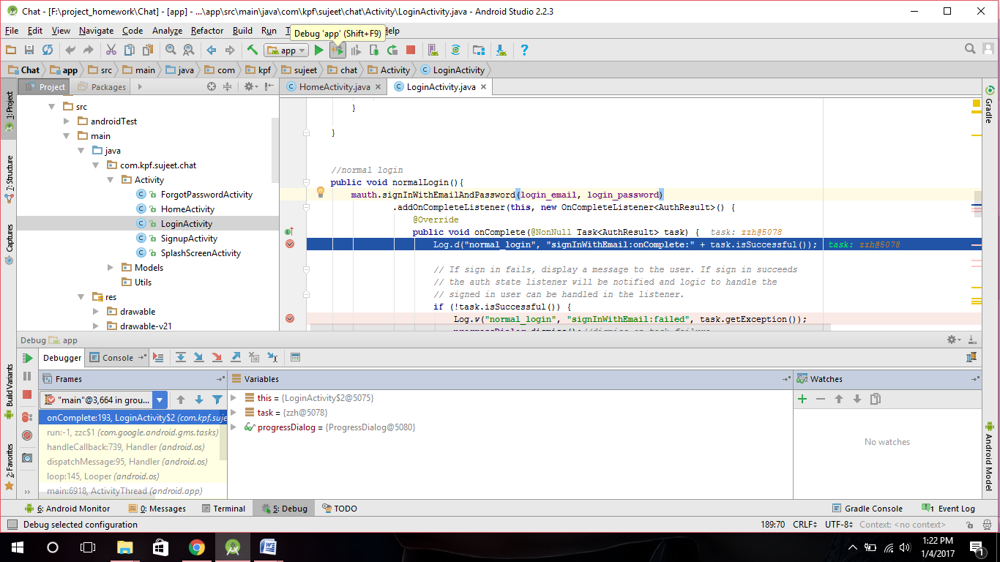 Chat - [F:\project_homework\Chat] - [app] - ...\app\src\main\java\com\kpf\sujeet\chat\Activity\LoginActivity.java - Android Studio 2.2.3
File Edit View Navigate Code Analyze Refactor Build Run T elp
Debug 'app' (Shift+F9)
app
Chat app src main java com kpf sujeet chat Activity LoginActivity
Project Packages
HomeActivity.java LoginActivity.java
1: Project
7: Structure
Captures
Build Variants
2: Favorites
src
androidTest
main
java
com.kpf.sujeet.chat
Activity
ForgotPasswordActivity
HomeActivity
LoginActivity
SignupActivity
SplashScreenActivity
Models
Utils
res
drawable
drawable-v21
}
}
//normal login
public void normalLogin(){
mauth.signInWithEmailAndPassword(login_email, login_password)
.addOnCompleteListener(this, new OnCompleteListener<AuthResult>() {
@Override
public void onComplete(@NonNull Task<AuthResult> task) { task: zzh@5078
Log.d("normal_login", "signInWithEmail:onComplete:" + task.isSuccessful()); task: zzh@5078
// If sign in fails, display a message to the user. If sign in succeeds
// the auth state listener will be notified and logic to handle the
// signed in user can be handled in the listener.
if (!task.isSuccessful()) {
Log.w("normal_login", "signInWithEmail:failed", task.getException());
Gradle
Android Model
Debug app
Debugger Console
Frames
Variables
Watches
"main"@3,664 in grou...
onComplete:193, LoginActivity$2 (com.kpf.suje
run:-1, zzc$1 (com.google.android.gms.tasks)
handleCallback:739, Handler (android.os)
dispatchMessage:95, Handler (android.os)
loop:145, Looper (android.os)
main:6918, ActivityThread (android.app)
this = {LoginActivity$2@5075}
task = {zzh@5078}
progressDialog = {ProgressDialog@5080}
No watches
6: Android Monitor 0: Messages Terminal 5: Debug TODO Gradle Console 1 Event Log
Debug selected configuration 189:70 CRLF UTF-8 Context: <no context>
1:22 PM
1/4/2017
1